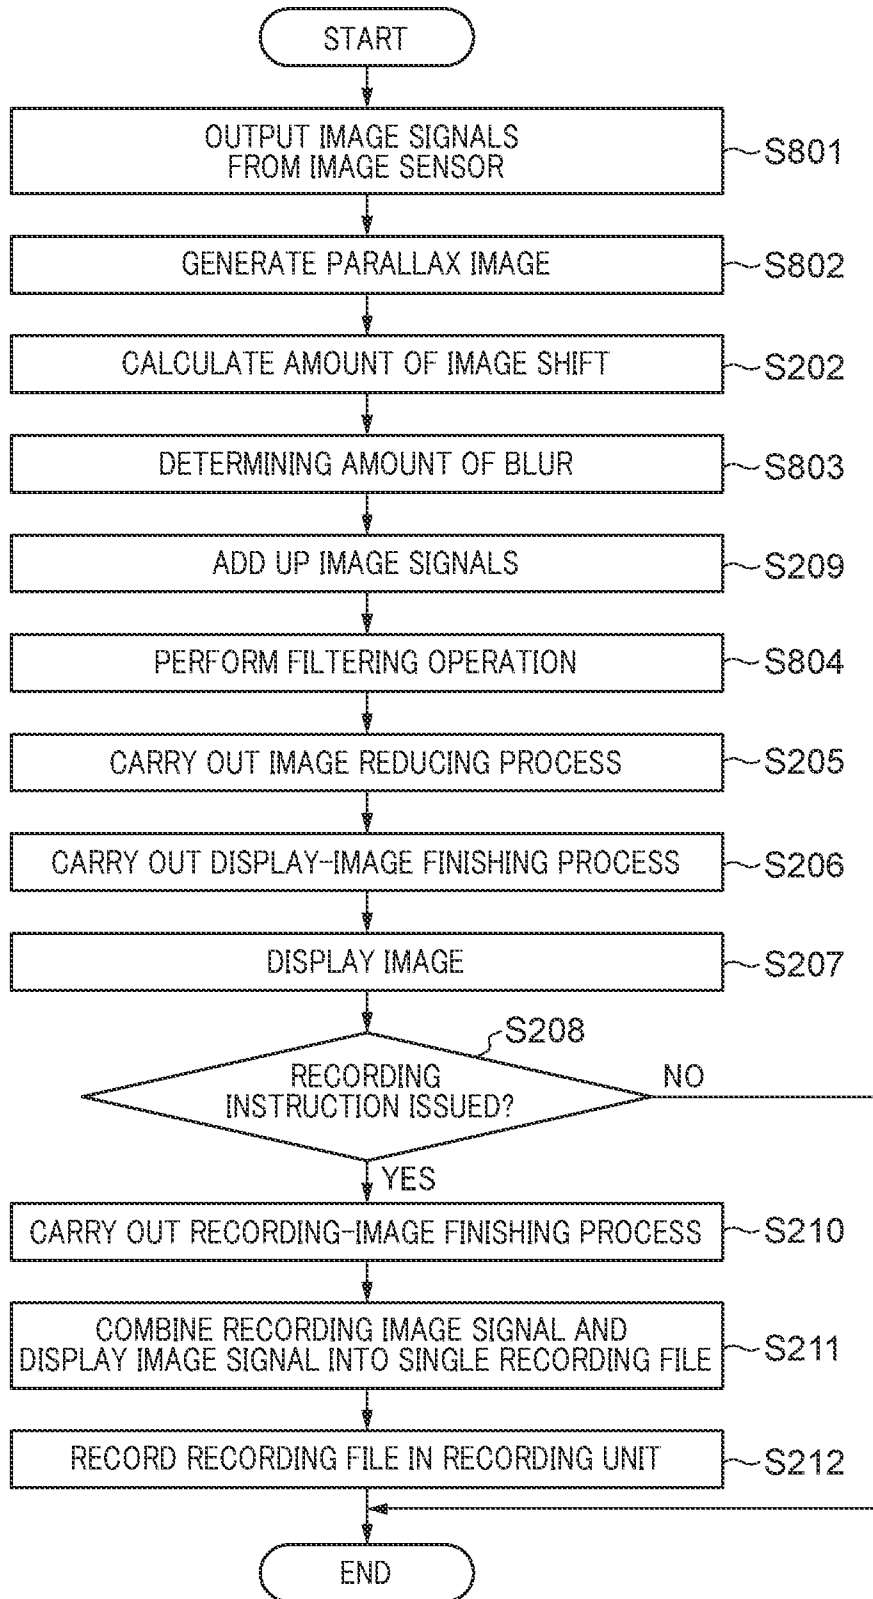 START
OUTPUT IMAGE SIGNALS
FROM IMAGE SENSOR
S801
GENERATE PARALLAX IMAGE
S802
CALCULATE AMOUNT OF IMAGE SHIFT
S202
DETERMINING AMOUNT OF BLUR
S803
ADD UP IMAGE SIGNALS
S209
PERFORM FILTERING OPERATION
S804
CARRY OUT IMAGE REDUCING PROCESS
S205
CARRY OUT DISPLAY-IMAGE FINISHING PROCESS
S206
DISPLAY IMAGE
S207
S208
RECORDING
INSTRUCTION ISSUED?
NO
YES
CARRY OUT RECORDING-IMAGE FINISHING PROCESS
S210
COMBINE RECORDING IMAGE SIGNAL AND
DISPLAY IMAGE SIGNAL INTO SINGLE RECORDING FILE
S211
RECORD RECORDING FILE IN RECORDING UNIT
S212
END